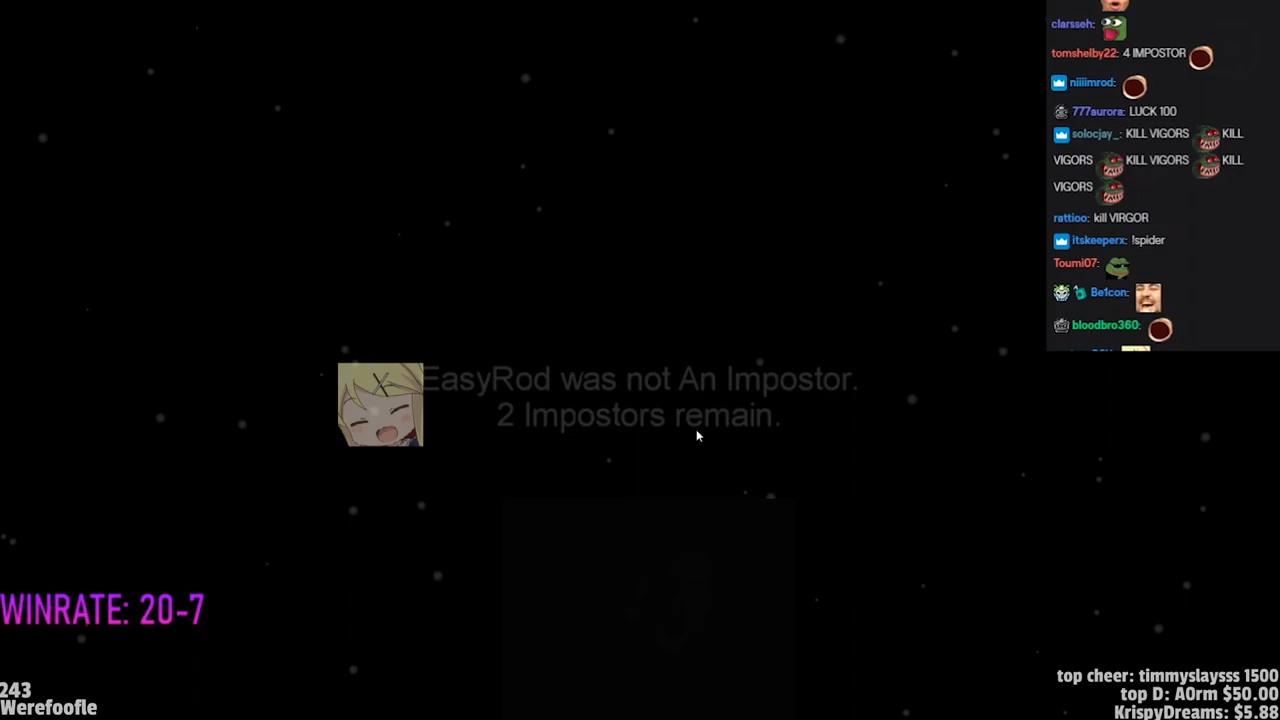 clarsseh:
tomshelby22: 4 IMPOSTOR
niiiimrod:
777aurora: LUCK 100
solocjay_: KILL VIGORS KILL
VIGORS KILL VIGORS KILL
VIGORS
rattioo: kill VIRGOR
itskeeperx: !spider
Toumi07:
Be1con:
bloodbro360:
EasyRod was not An Impostor.
2 Impostors remain.
WINRATE: 20-7
243
Werefoofle
top cheer: timmyslaysss 1500
top D: A0rm $50.00
KrispyDreams: $5.88